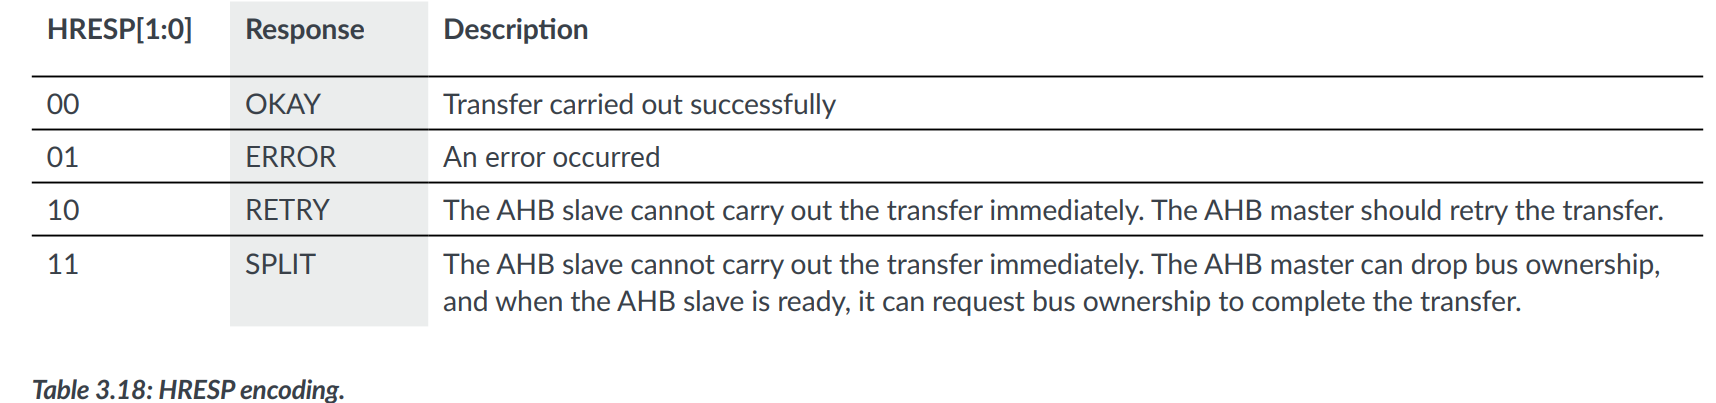 HRESP[1:0] Response Description
00 OKAY Transfer carried out successfully
01 ERROR An error occurred
10 RETRY The AHB slave cannot carry out the transfer immediately. The AHB master should retry the transfer.
11 SPLIT The AHB slave cannot carry out the transfer immediately. The AHB master can drop bus ownership,
and when the AHB slave is ready, it can request bus ownership to complete the transfer.
Table 3.18: HRESP encoding.